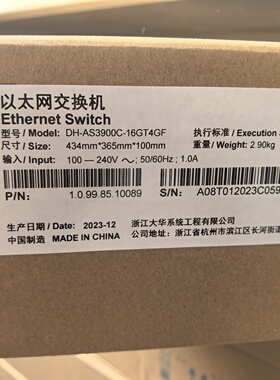 以太网交换机
Ethernet Switch
型号/ Model: DH-AS3900C-16GT4GF 执行标准/ Execution
尺寸/ Size: 434mm*365mm*100mm 重量/ Weight: 2.90kg
输入/ Input: 100 — 240V ~; 50/60Hz; 1.0A
P/N: 1.0.99.85.10089 S/N: A08T012023C059
生产日期/ Date: 2023-12 浙江大华系统工程有限公司
中国制造 MADE IN CHINA 公司地址: 浙江省杭州市滨江区长河街道